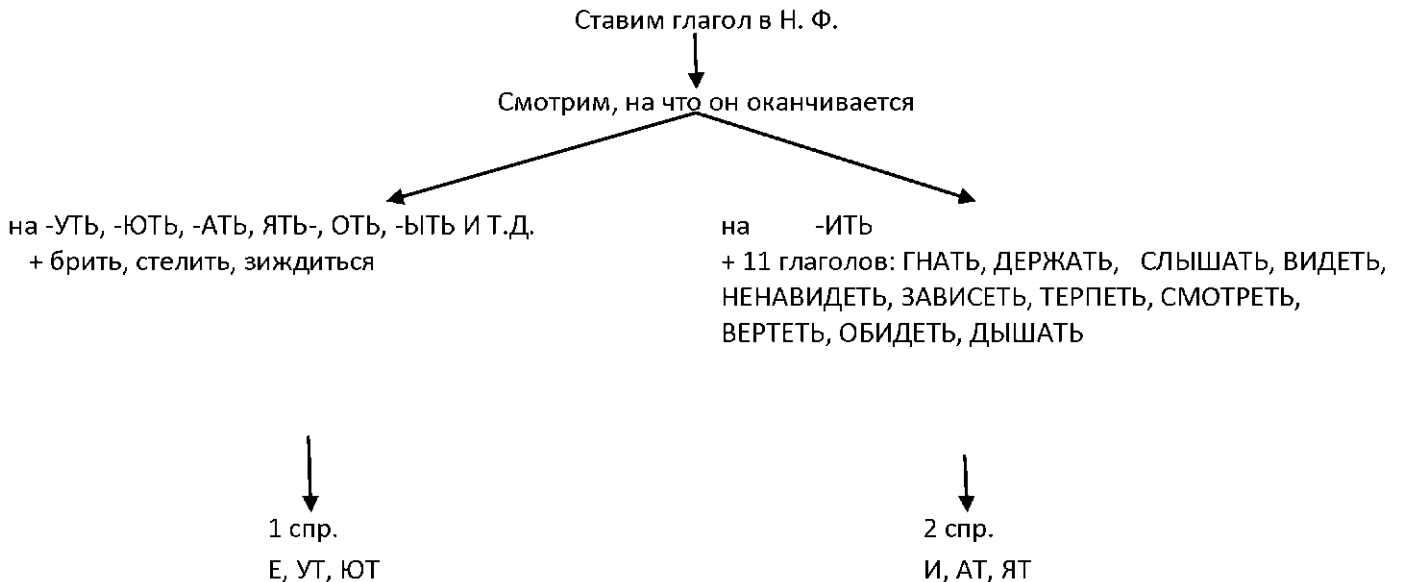 Ставим глагол в Н. Ф.
Смотрим, на что он оканчивается
на -УТЬ, -ЮТЬ, -АТЬ, ЯТЬ-, ОТЬ, -ЫТЬ И Т.Д.
+ брить, стелить, зиждиться
на -ИТЬ
+ 11 глаголов: ГНАТЬ, ДЕРЖАТЬ, СЛЫШАТЬ, ВИДЕТЬ,
НЕНАВИДЕТЬ, ЗАВИСЕТЬ, ТЕРПЕТЬ, СМОТРЕТЬ,
ВЕРТЕТЬ, ОБИДЕТЬ, ДЫШАТЬ
1 спр.
Е, УТ, ЮТ
2 спр.
И, АТ, ЯТ